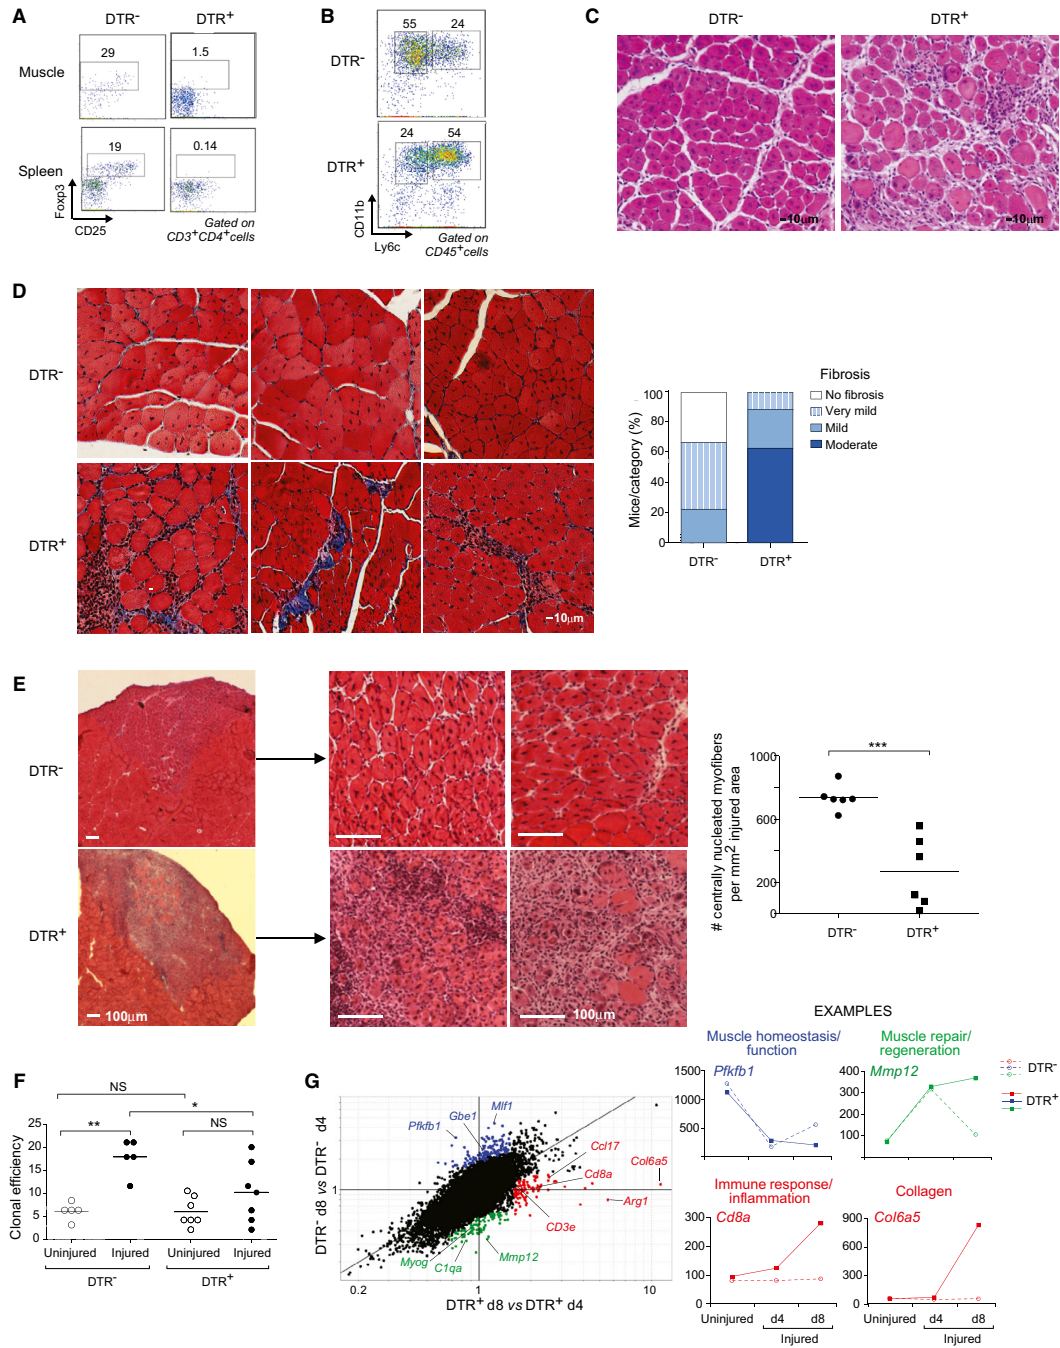 A
DTR- DTR+
Muscle
29
1.5
Spleen
19
0.14
Foxp3
CD25
Gated on
CD3+CD4+cells
B
DTR-
55 24
DTR+
24 54
CD11b
Ly6c
Gated on
CD45+cells
C
DTR- DTR+
10µm
10µm
D
DTR-
DTR+
10µm
Mice/category (%)
100
80
60
40
20
0
DTR- DTR+
Fibrosis
No fibrosis
Very mild
Mild
Moderate
E
DTR-
DTR+
100µm
100µm
# centrally nucleated myofibers
per mm2 injured area
1000
600
200
0
***
DTR- DTR+
F
Clonal efficiency
25
20
15
10
5
0
NS
**
*
NS
Uninjured Injured Uninjured Injured
DTR- DTR+
G
DTR- d8 vs DTR- d4
1
Pfkfb1
Gbe1
Mlf1
Ccl17
Cd8a
Col6a5
Arg1
CD3e
Myog
C1qa
Mmp12
0.2 1 10
DTR+ d8 vs DTR+ d4
EXAMPLES
Muscle homeostasis/
function
Pfkfb1
1500
1000
500
Muscle repair/
regeneration
Mmp12
400
300
200
100
DTR-
DTR+
Immune response/
inflammation
Cd8a
300
200
100
0
Uninjured d4 d8
Injured
Collagen
Col6a5
900
600
300
0
Uninjured d4 d8
Injured